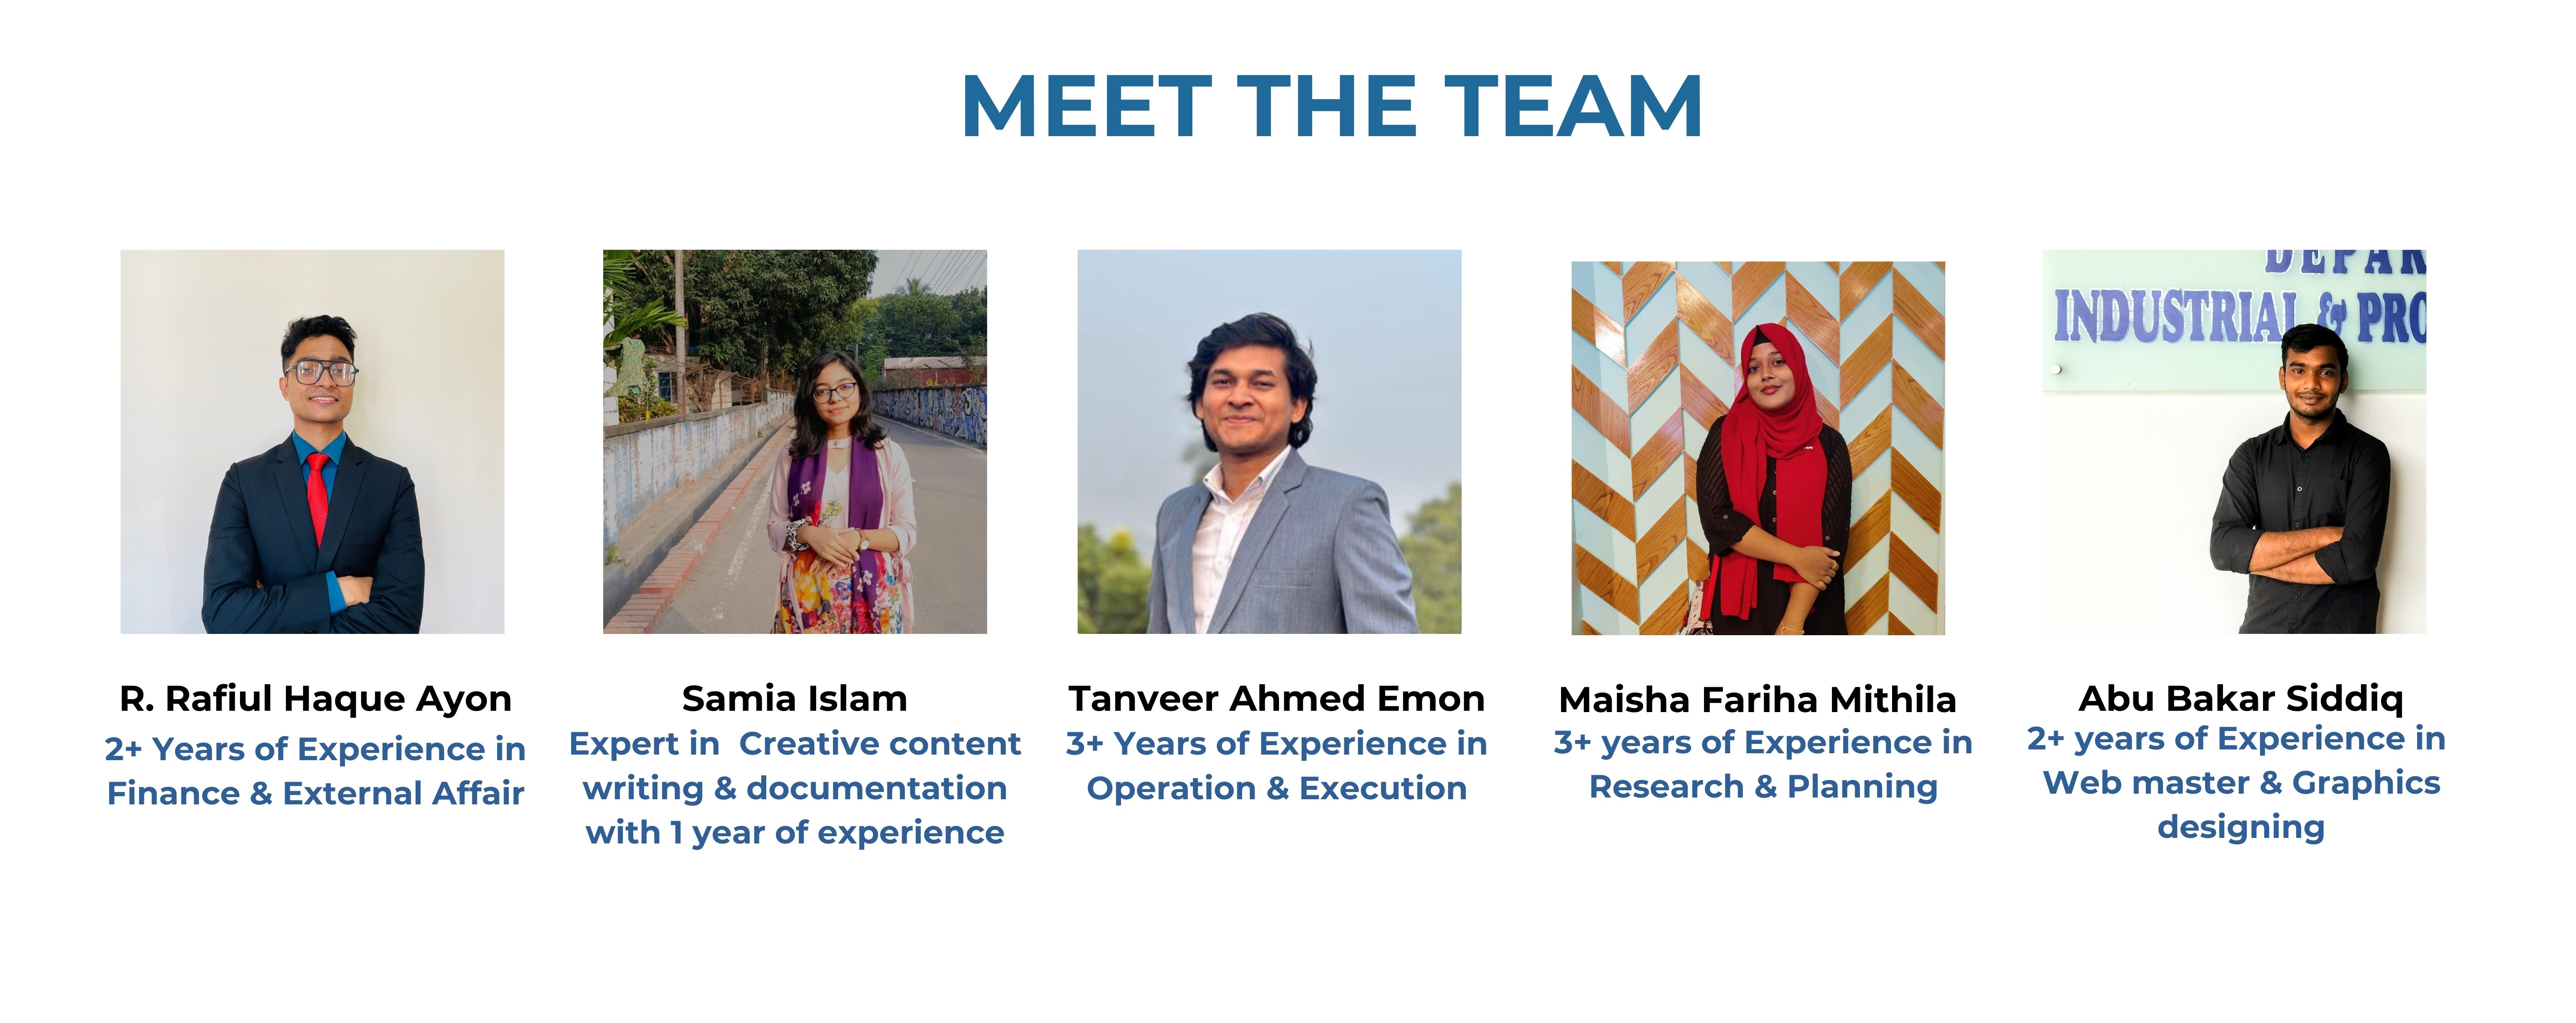 MEET THE TEAM
DEPAR
INDUSTRIAL & PRO
R. Rafiul Haque Ayon
2+ Years of Experience in
Finance & External Affair
Samia Islam
Expert in  Creative content
writing & documentation
with 1 year of experience
Tanveer Ahmed Emon
3+ Years of Experience in
Operation & Execution
Maisha Fariha Mithila
3+ years of Experience in
Research & Planning
Abu Bakar Siddiq
2+ years of Experience in
Web master & Graphics
designing